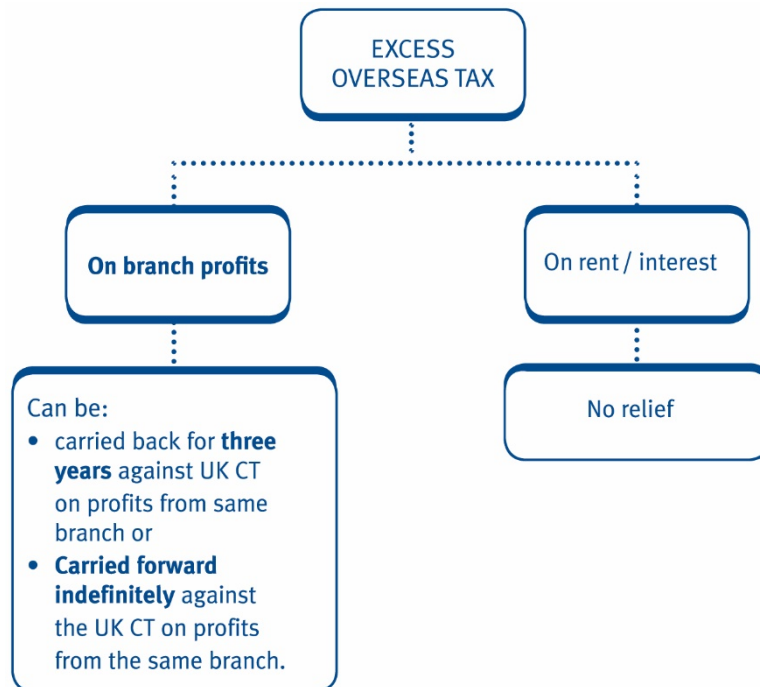 EXCESS
OVERSEAS TAX
On branch profits
On rent / interest
Can be:
• carried back for three
years against UK CT
on profits from same
branch or
• Carried forward
indefinitely against
the UK CT on profits
from the same branch.
No relief